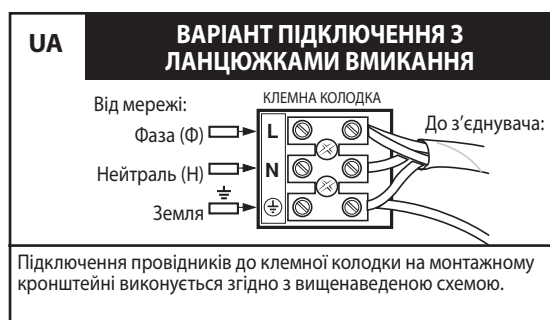 UA
ВАРІАНТ ПІДКЛЮЧЕННЯ З
ЛАНЦЮЖКАМИ ВМИКАННЯ
Від мережі:
КЛЕМНА КОЛОДКА
Фаза (Ф)
L
До з’єднувача:
Нейтраль (Н)
N
Земля
Підключення провідників до клемної колодки на монтажному
кронштейні виконується згідно з вищенаведеною схемою.